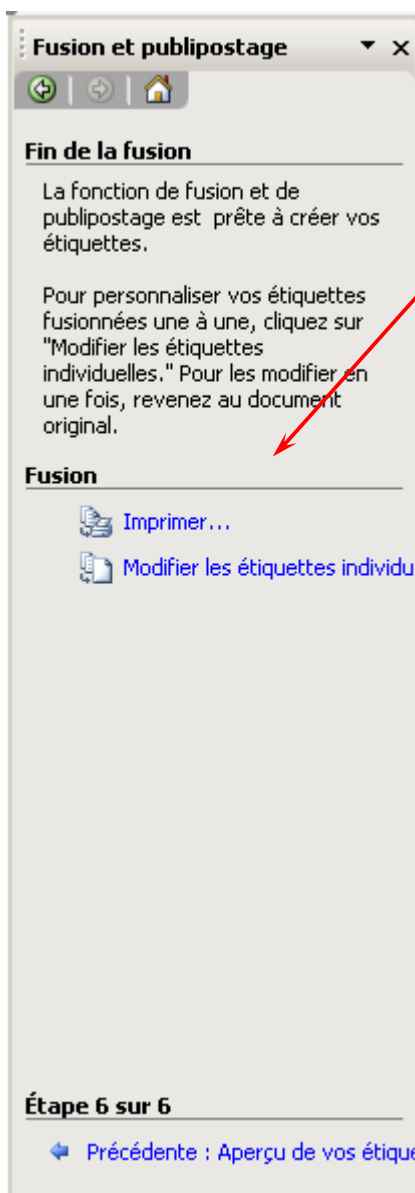 Fusion et publipostage
Fin de la fusion
La fonction de fusion et de
publipostage est prête à créer vos
étiquettes.
Pour personnaliser vos étiquettes
fusionnées une à une, cliquez sur
"Modifier les étiquettes
individuelles." Pour les modifier en
une fois, revenez au document
original.
Fusion
Imprimer...
Modifier les étiquettes individu
Étape 6 sur 6
Précédente : Aperçu de vos étique